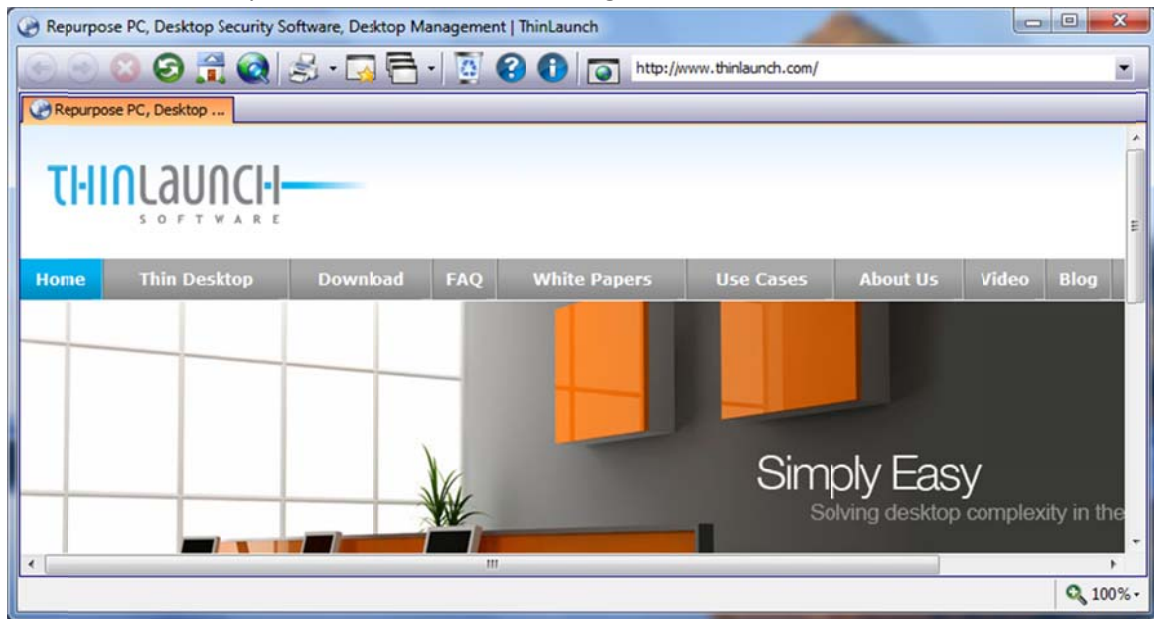 Repurpose PC, Desktop Security Software, Desktop Management | ThinLaunch
http://www.thinlaunch.com/
Repurpose PC, Desktop ...
THINLAUNCH
SOFTWARE
Home Thin Desktop Download FAQ White Papers Use Cases About Us Video Blog
Simply Easy
Solving desktop complexity in the
100%